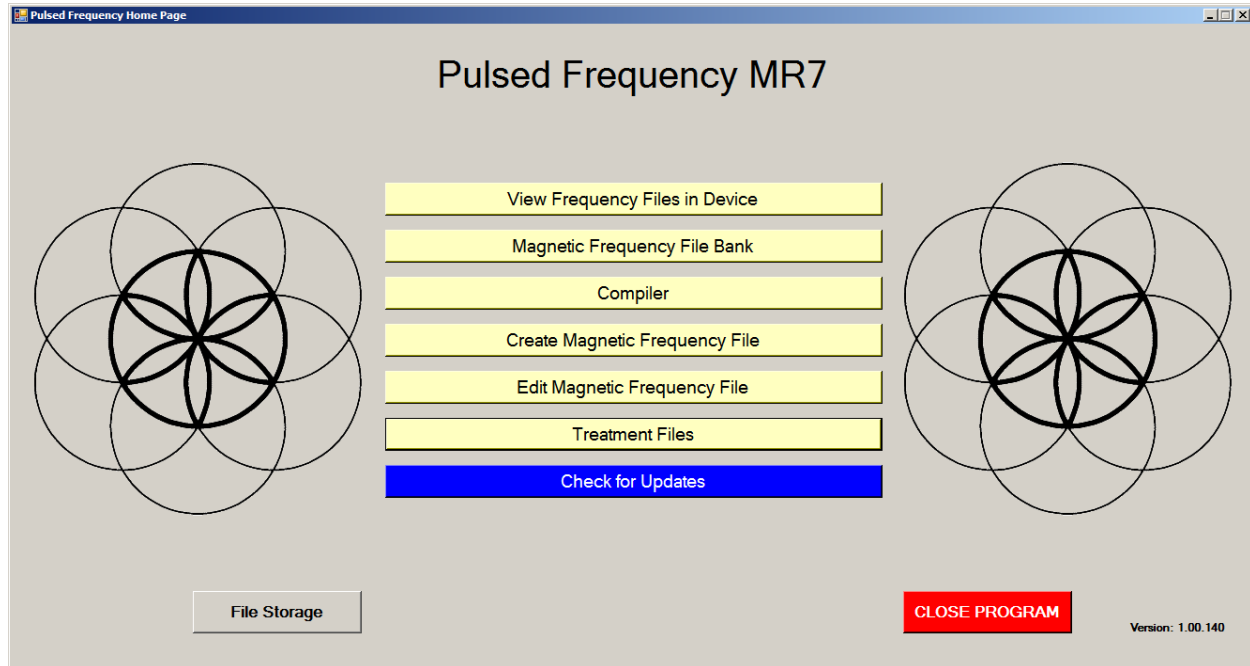 Pulsed Frequency Home Page
Pulsed Frequency MR7
View Frequency Files in Device
Magnetic Frequency File Bank
Compiler
Create Magnetic Frequency File
Edit Magnetic Frequency File
Treatment Files
Check for Updates
File Storage
CLOSE PROGRAM
Version: 1.00.140